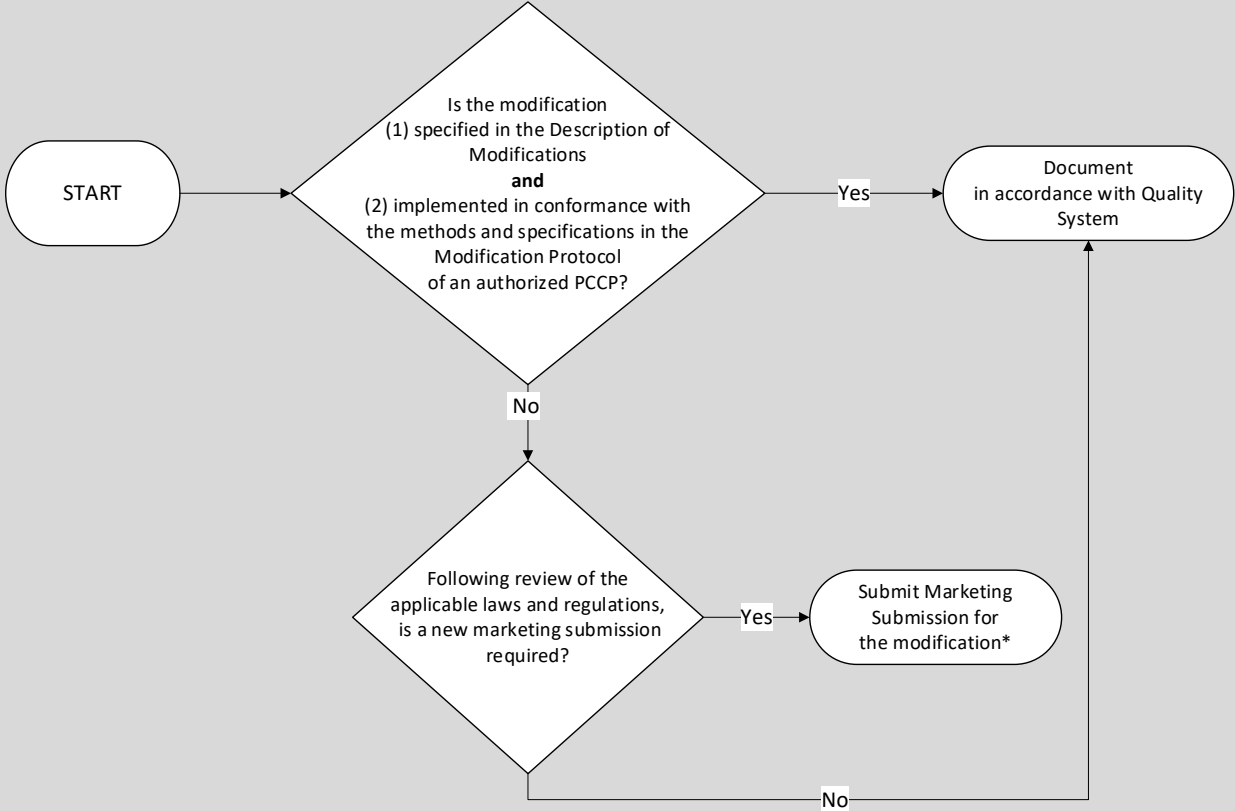 START
Is the modification
(1) specified in the Description of
Modifications
and
(2) implemented in conformance with
the methods and specifications in the
Modification Protocol
of an authorized PCCP?
Yes
Document
in accordance with Quality
System
No
Following review of the
applicable laws and regulations,
is a new marketing submission
required?
Yes
Submit Marketing
Submission for
the modification*
No